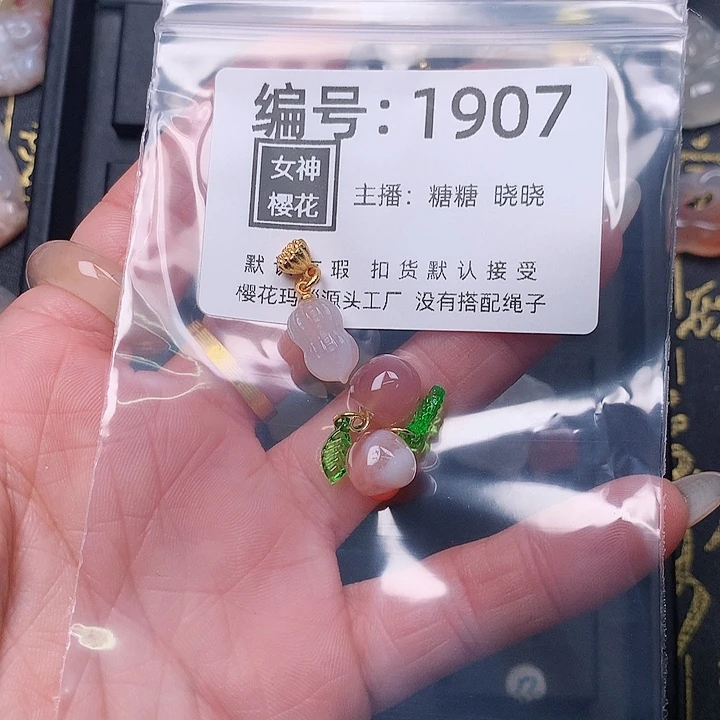 编号：1907
女神
樱花
主播：糖糖 晓晓
默 有瑕 扣货默认接受
樱花玛 源头工厂 没有搭配绳子